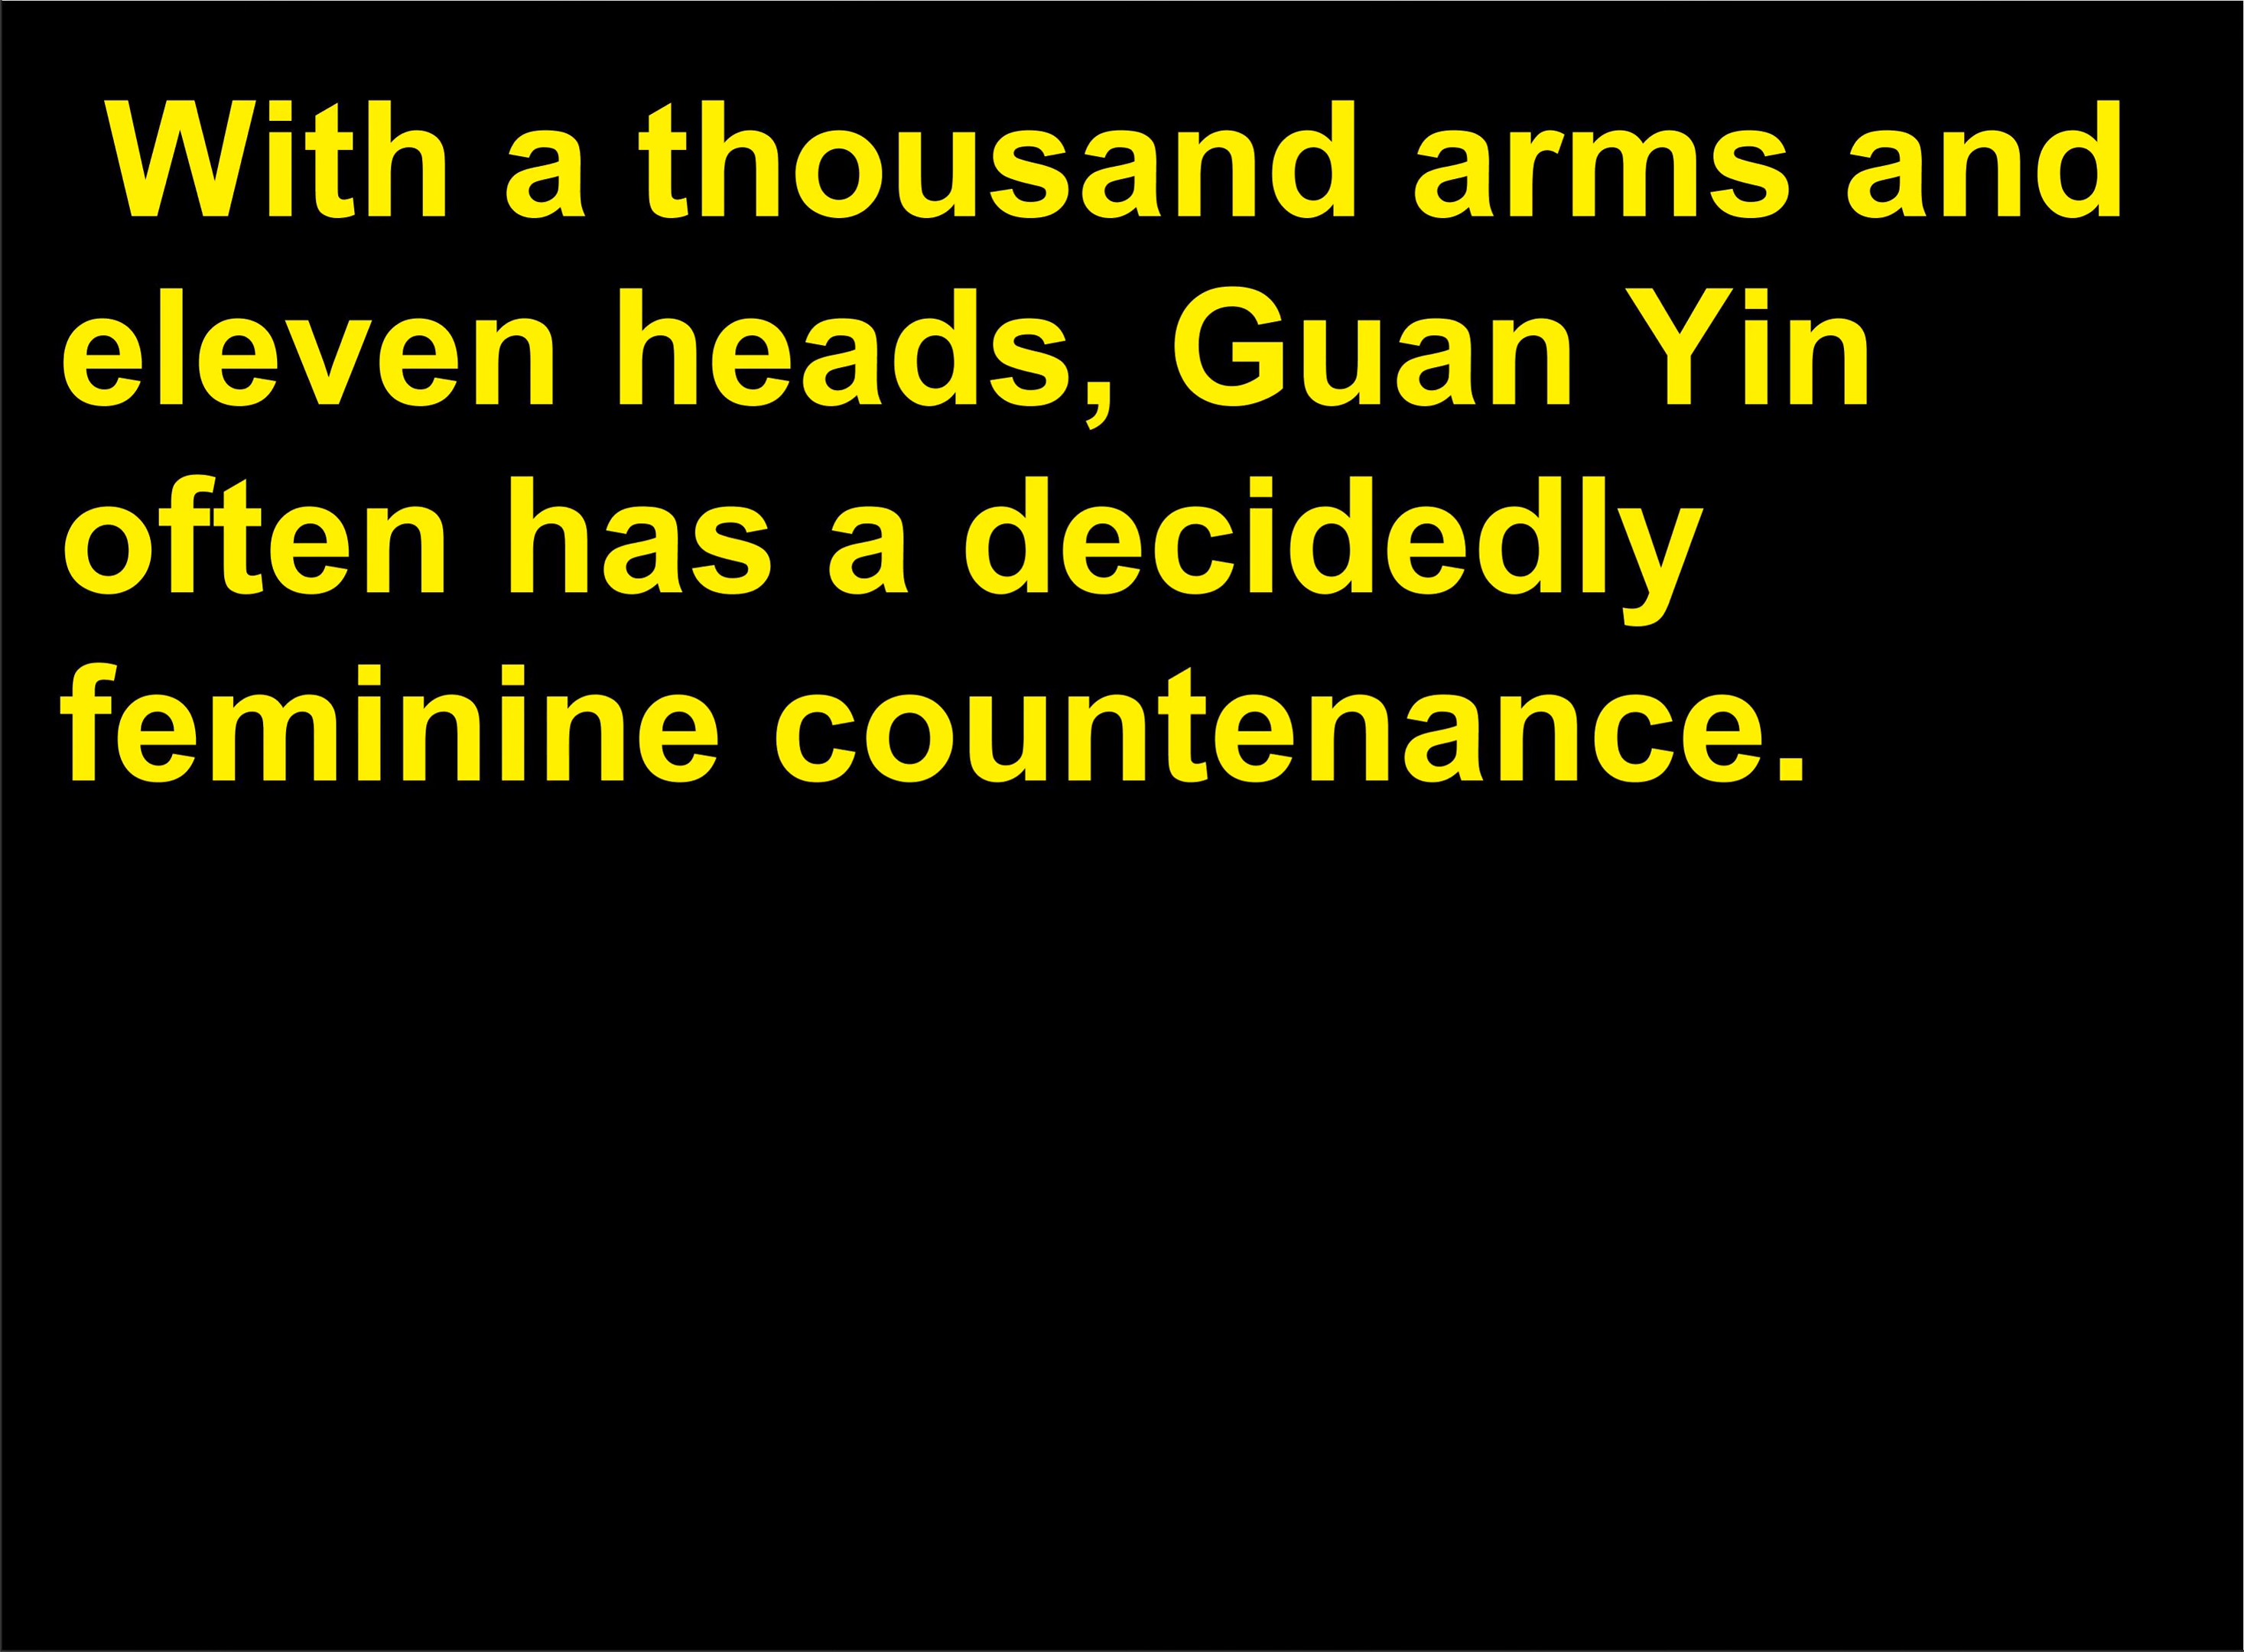 With a thousand arms and
eleven heads, Guan Yin
often has a decidedly
feminine countenance.